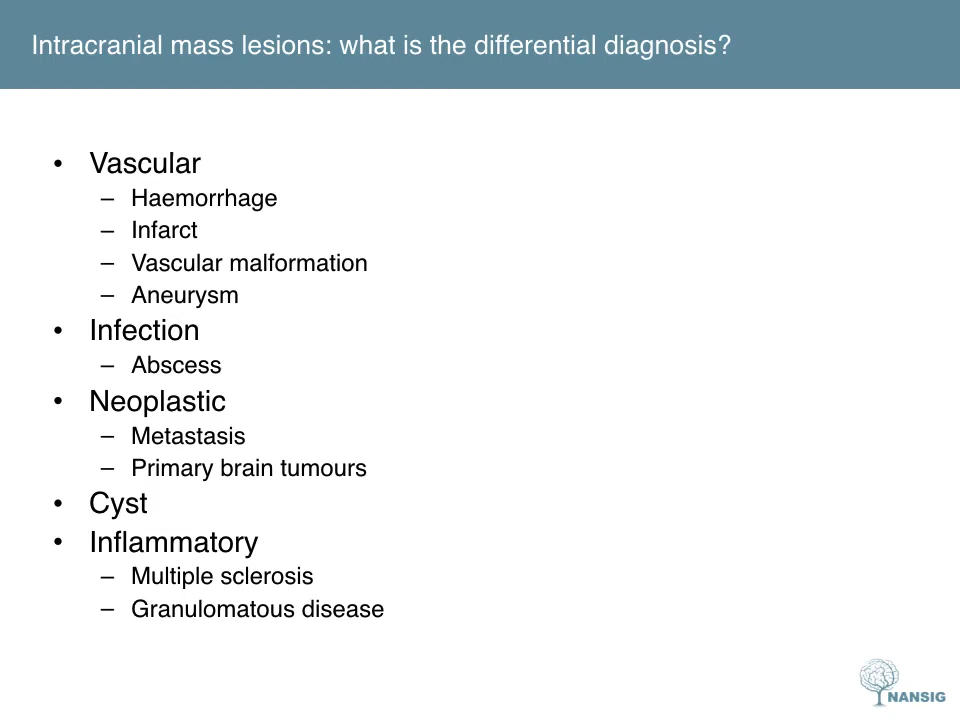 Intracranial mass lesions: what is the differential diagnosis?
• Vascular
– Haemorrhage
– Infarct
– Vascular malformation
– Aneurysm
• Infection
– Abscess
• Neoplastic
– Metastasis
– Primary brain tumours
• Cyst
• Inflammatory
– Multiple sclerosis
– Granulomatous disease
NANSIG